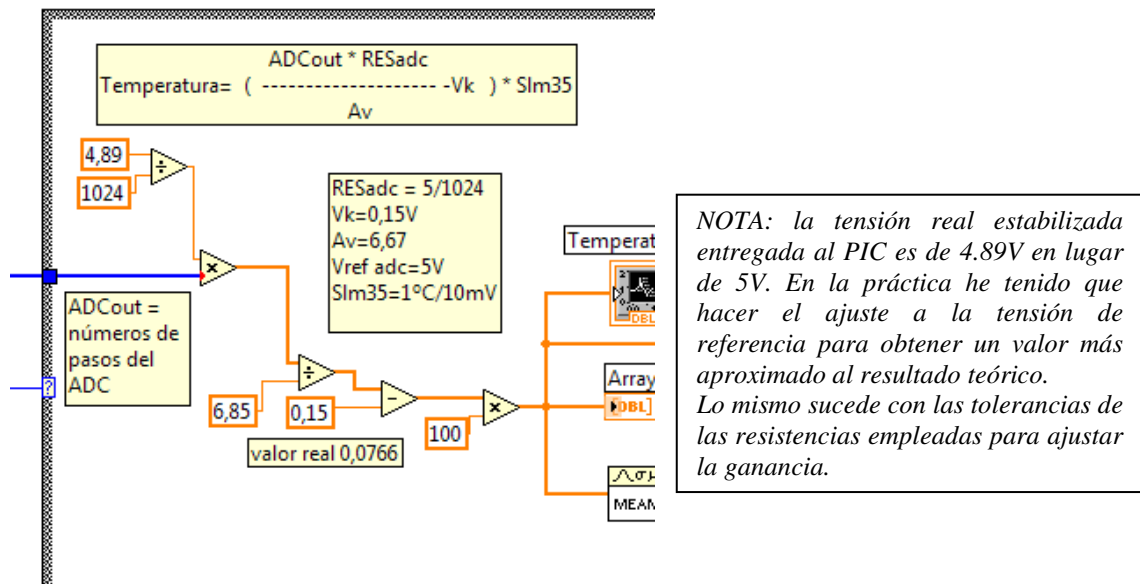 ADCout * RESadc
Temperatura= ( -------------------- -Vk ) * Slm35
Av
4,89
÷
1024
RESadc = 5/1024
Vk=0,15V
Av=6,67
Vref adc=5V
Slm35=1ºC/10mV
×
ADCout =
números de
pasos del
ADC
?
÷
6,85
0,15
-
100
×
valor real 0,0766
Temperat
DBL
Array
DBL]
MEAN
NOTA: la tensión real estabilizada
entregada al PIC es de 4.89V en lugar
de 5V. En la práctica he tenido que
hacer el ajuste a la tensión de
referencia para obtener un valor más
aproximado al resultado teórico.
Lo mismo sucede con las tolerancias de
las resistencias empleadas para ajustar
la ganancia.